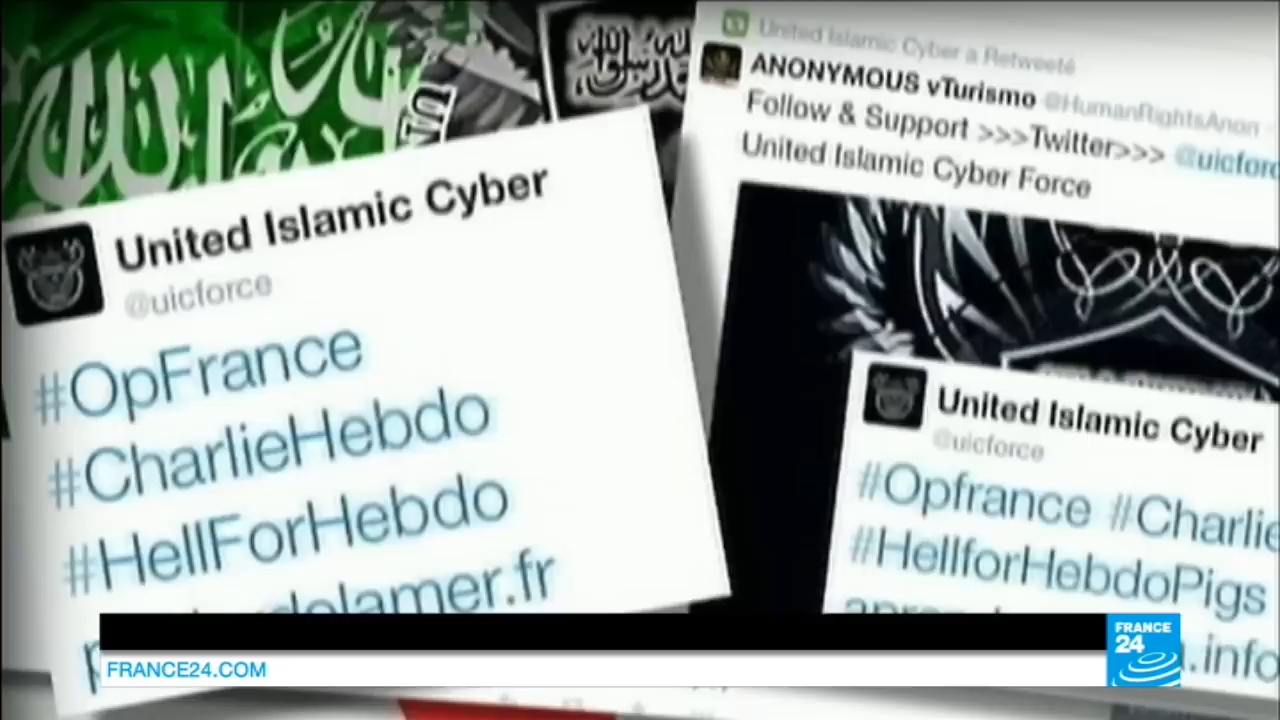 United Islamic Cyber a Retweeté
ANONYMOUS vTurismo @HumanRightsAnon
Follow & Support >>>Twitter>>> @uicforc
United Islamic Cyber Force
United Islamic Cyber
@uicforce
#OpFrance
#CharlieHebdo
#HellForHebdo
United Islamic Cyber
@uicforce
#Opfrance #Charlie
#HellforHebdoPigs
.info
FRANCE
24
FRANCE24.COM